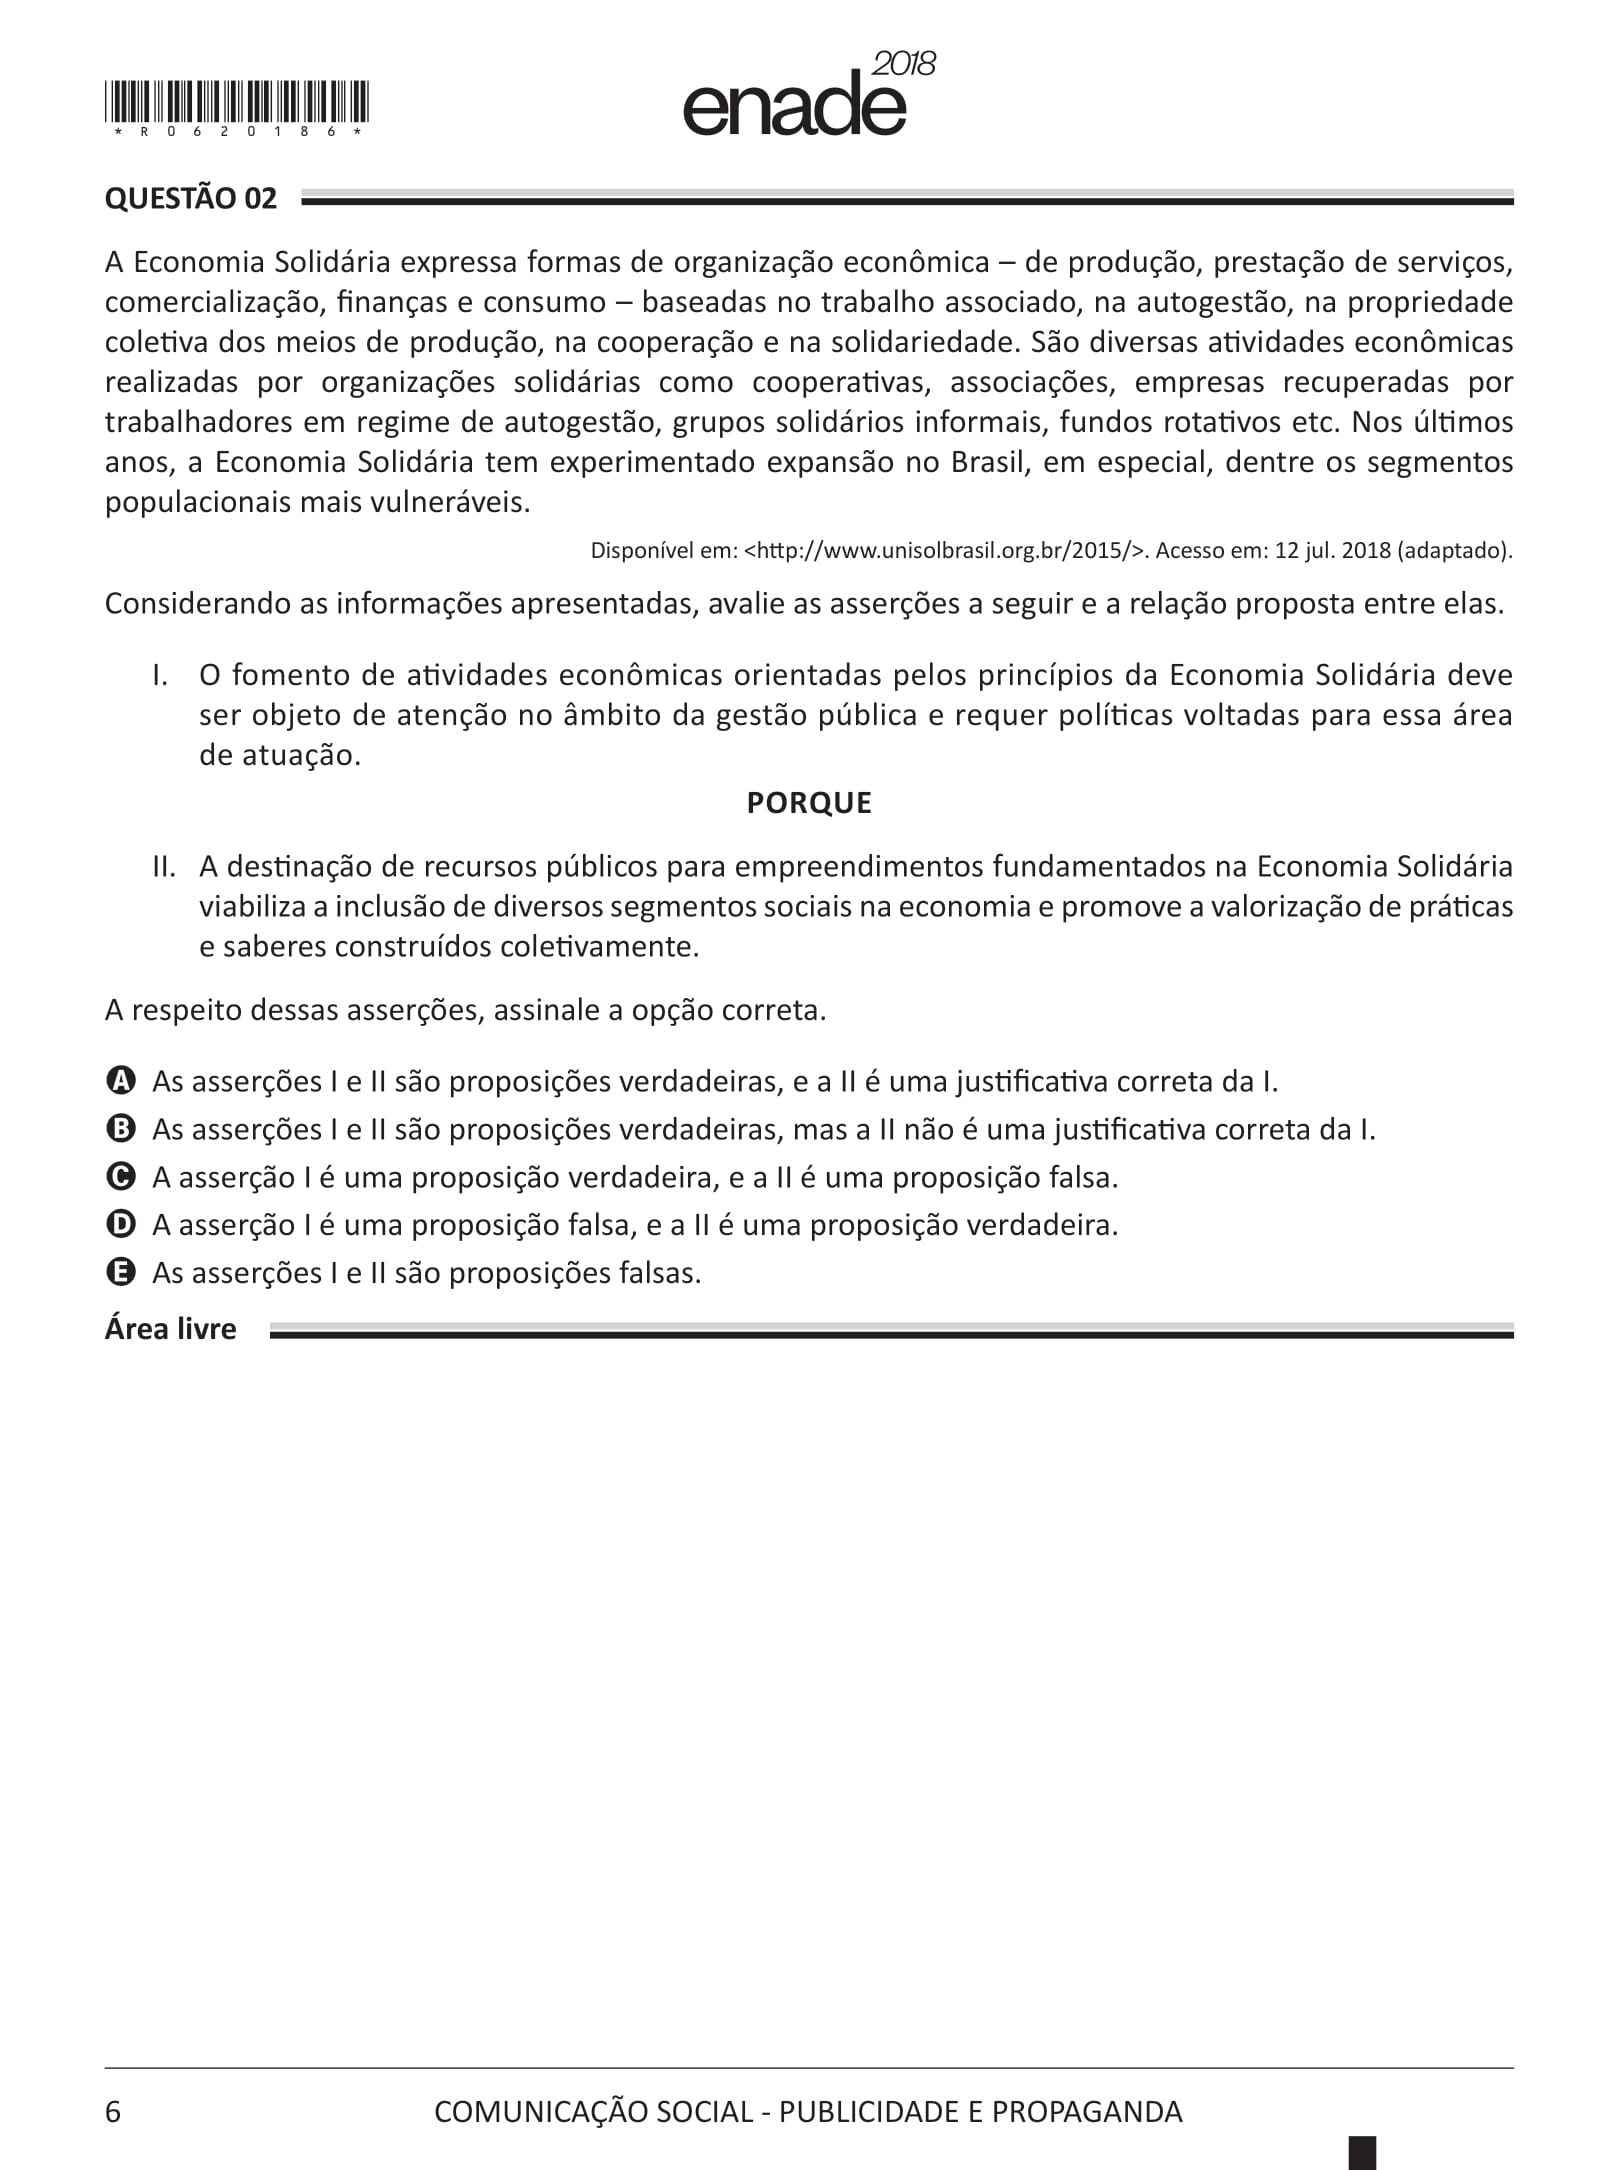 * R 0 6 2 0 1 8 6 *
enade 2018
QUESTÃO 02
A Economia Solidária expressa formas de organização econômica – de produção, prestação de serviços,
comercialização, finanças e consumo – baseadas no trabalho associado, na autogestão, na propriedade
coletiva dos meios de produção, na cooperação e na solidariedade. São diversas atividades econômicas
realizadas por organizações solidárias como cooperativas, associações, empresas recuperadas por
trabalhadores em regime de autogestão, grupos solidários informais, fundos rotativos etc. Nos últimos
anos, a Economia Solidária tem experimentado expansão no Brasil, em especial, dentre os segmentos
populacionais mais vulneráveis.
Disponível em: <http://www.unisolbrasil.org.br/2015/>. Acesso em: 12 jul. 2018 (adaptado).
Considerando as informações apresentadas, avalie as asserções a seguir e a relação proposta entre elas.
I. O fomento de atividades econômicas orientadas pelos princípios da Economia Solidária deve
ser objeto de atenção no âmbito da gestão pública e requer políticas voltadas para essa área
de atuação.
PORQUE
II. A destinação de recursos públicos para empreendimentos fundamentados na Economia Solidária
viabiliza a inclusão de diversos segmentos sociais na economia e promove a valorização de práticas
e saberes construídos coletivamente.
A respeito dessas asserções, assinale a opção correta.
A As asserções I e II são proposições verdadeiras, e a II é uma justificativa correta da I.
B As asserções I e II são proposições verdadeiras, mas a II não é uma justificativa correta da I.
C A asserção I é uma proposição verdadeira, e a II é uma proposição falsa.
D A asserção I é uma proposição falsa, e a II é uma proposição verdadeira.
E As asserções I e II são proposições falsas.
Área livre
6 COMUNICAÇÃO SOCIAL - PUBLICIDADE E PROPAGANDA